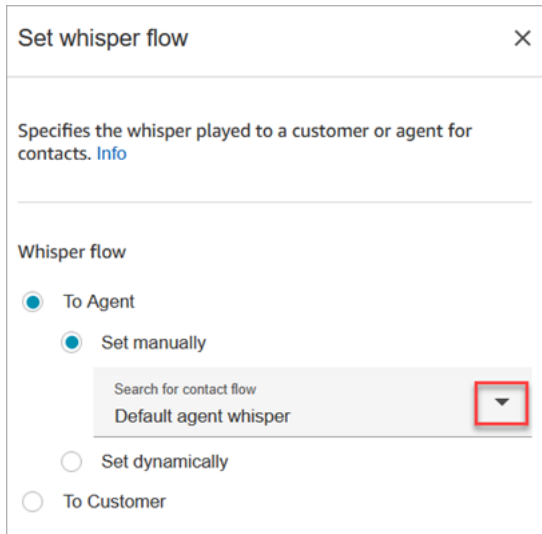 Set whisper flow
Specifies the whisper played to a customer or agent for
contacts. Info
Whisper flow
To Agent
Set manually
Search for contact flow
Default agent whisper
Set dynamically
To Customer